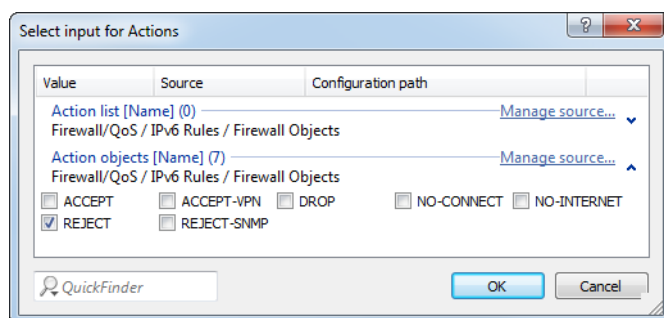 Select input for Actions
Value Source Configuration path
Action list [Name] (0) Manage source...
Firewall/QoS / IPv6 Rules / Firewall Objects
Action objects [Name] (7) Manage source...
Firewall/QoS / IPv6 Rules / Firewall Objects
ACCEPT ACCEPT-VPN DROP NO-CONNECT NO-INTERNET
REJECT REJECT-SNMP
QuickFinder OK Cancel